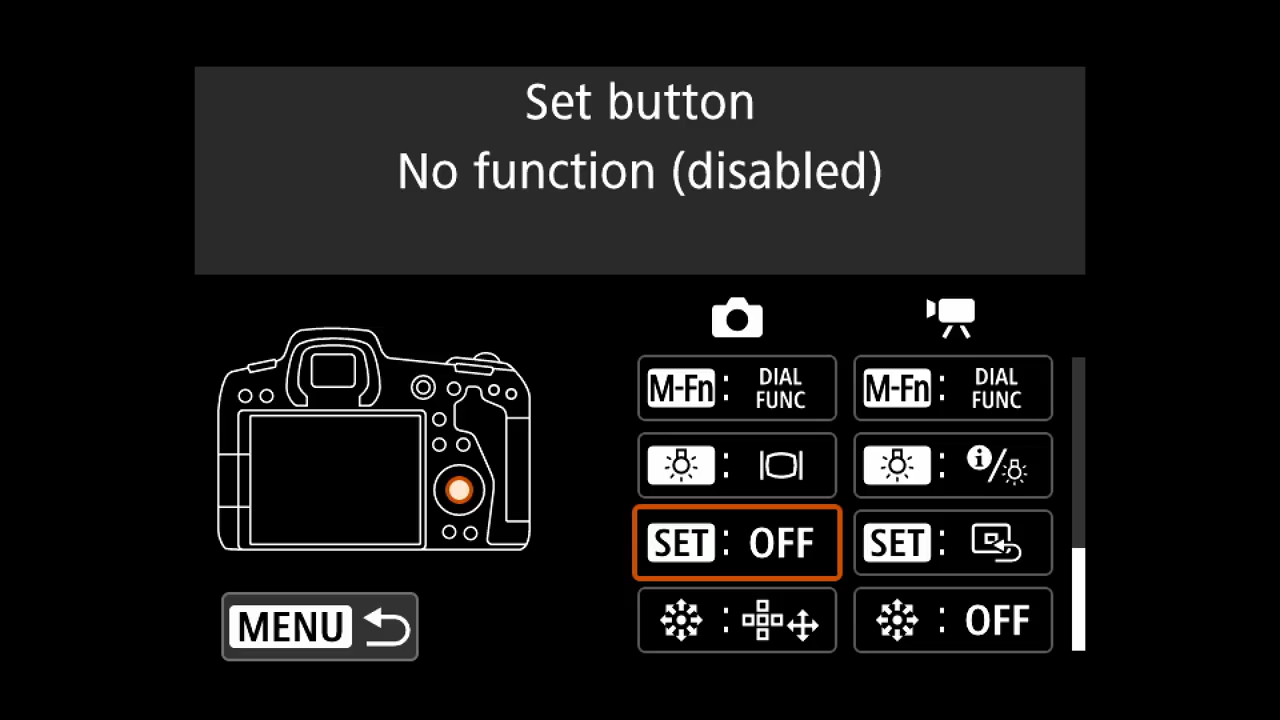 Set button
No function (disabled)
M-Fn : DIAL FUNC
M-Fn : DIAL FUNC
:
: i/
SET : OFF
SET :
:
: OFF
MENU